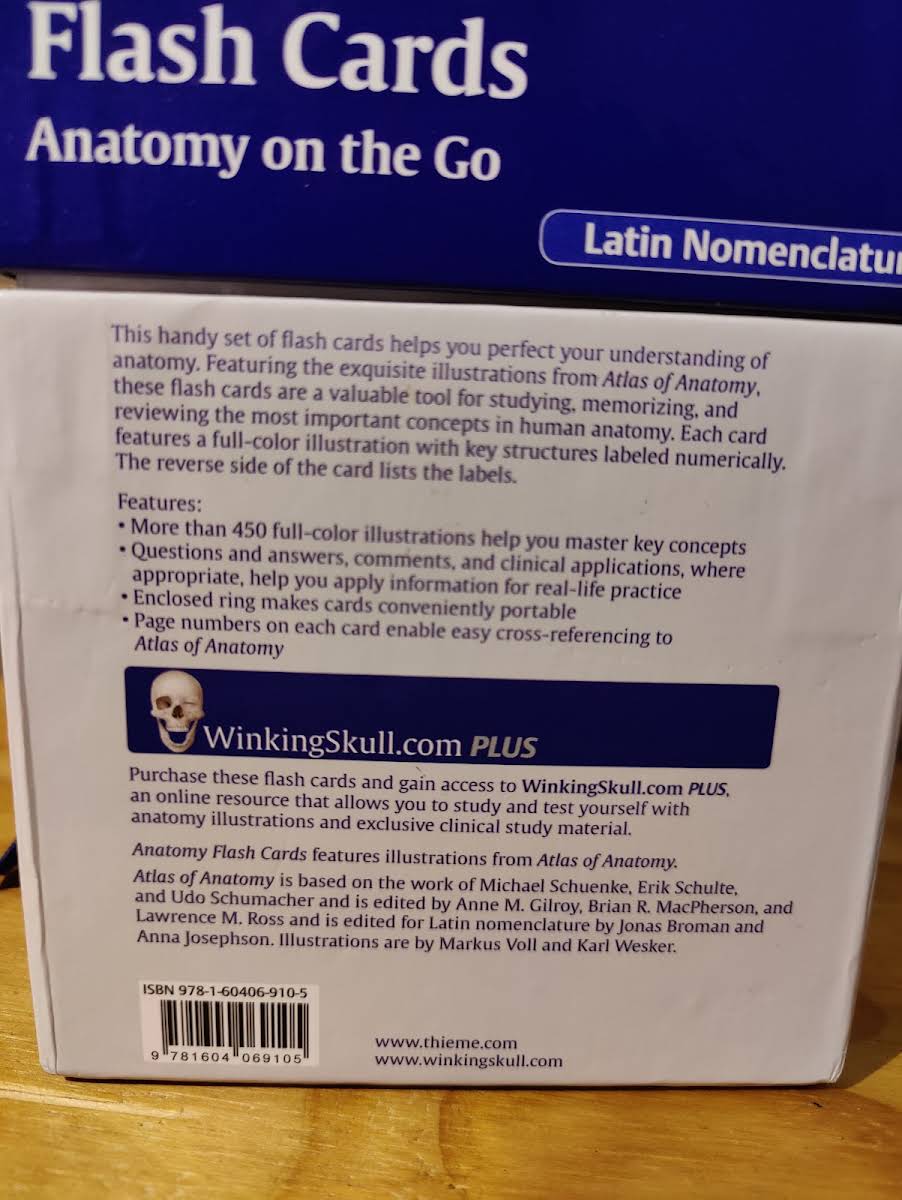 Flash Cards
Anatomy on the Go
Latin
This handy set of flash cards helps you perfect your understanding of
anatomy. Featuring the exquisite illustrations from Atlas of Anatomy,
these flash cards are a valuable tool for studying, memorizing, and
reviewing the most important concepts in human anatomy. Each card
features a full-color illustration with key structures labeled numerically.
The reverse side of the card lists the labels.
Features:
• More than 450 full-color illustrations help you master key concepts
• Questions and answers, comments, and clinical applications, where
appropriate, help you apply information for real-life practice
• Enclosed ring makes cards conveniently portable
• Page numbers on each card enable easy cross-referencing to
Atlas of Anatomy
WinkingSkull.com PLUS
Purchase these flash cards and gain access to WinkingSkull.com PLUS,
an online resource that allows you to study and test yourself with
anatomy illustrations and exclusive clinical study material.
Anatomy Flash Cards features illustrations from Atlas of Anatomy.
Atlas of Anatomy is based on the work of Michael Schuenke, Erik Schulte,
and Udo Schumacher and is edited by Anne M. Gilroy, Brian R. MacPherson, and
Lawrence M. Ross and is edited for Latin nomenclature by Jonas Broman and
Anna Josephson. Illustrations are by Markus Voll and Karl Wesker.
ISBN 978-1-60406-910-5
9 781604 069105
www.thieme.com
www.winkingskull.com